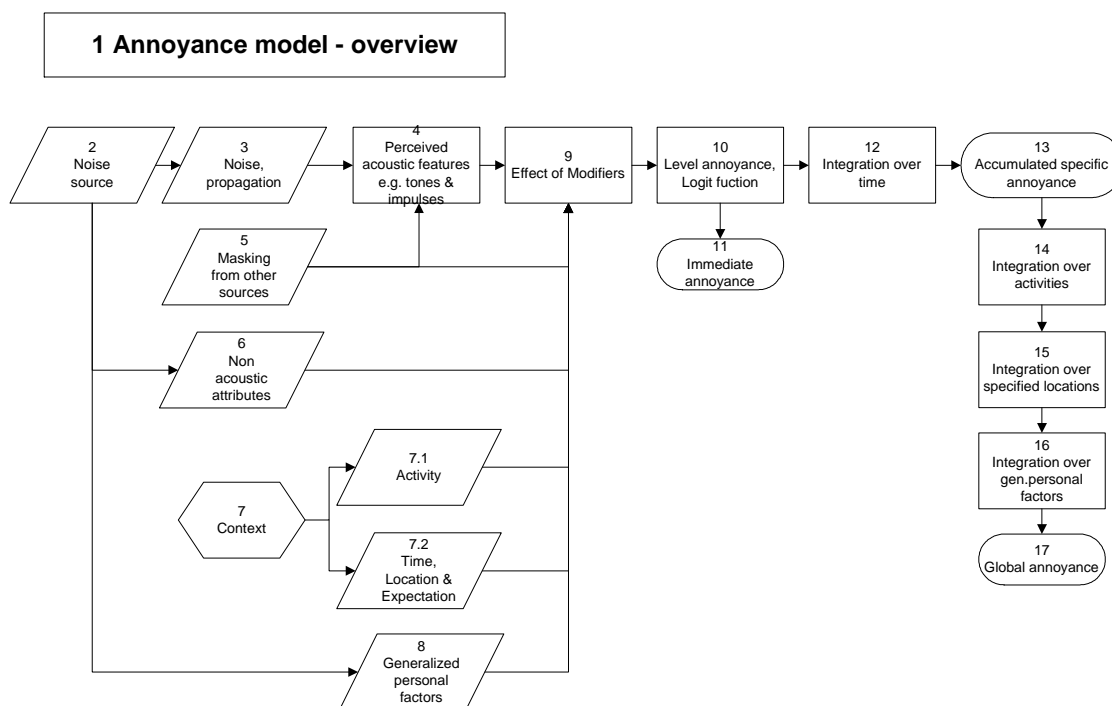 1 Annoyance model - overview
2
Noise
source
3
Noise,
propagation
4
Perceived
acoustic features
e.g. tones &
impulses
9
Effect of Modifiers
10
Level annoyance,
Logit fuction
12
Integration over
time
13
Accumulated specific
annoyance
5
Masking
from other
sources
11
Immediate
annoyance
14
Integration over
activities
6
Non
acoustic
attributes
15
Integration over
specified locations
7.1
Activity
16
Integration over
gen.personal
factors
7
Context
7.2
Time,
Location &
Expectation
17
Global annoyance
8
Generalized
personal
factors